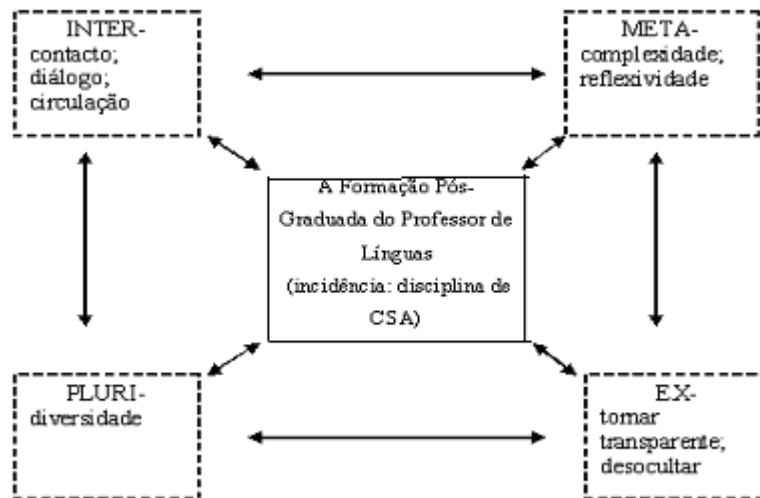 INTER-
contacto;
diálogo;
circulação
META-
complexidade;
reflexividade
A Formação Pós-
Graduada do Professor de
Línguas
(incidência: disciplina de
CSA)
PLURI-
diversidade
EX-
tornar
transparente;
desocultar